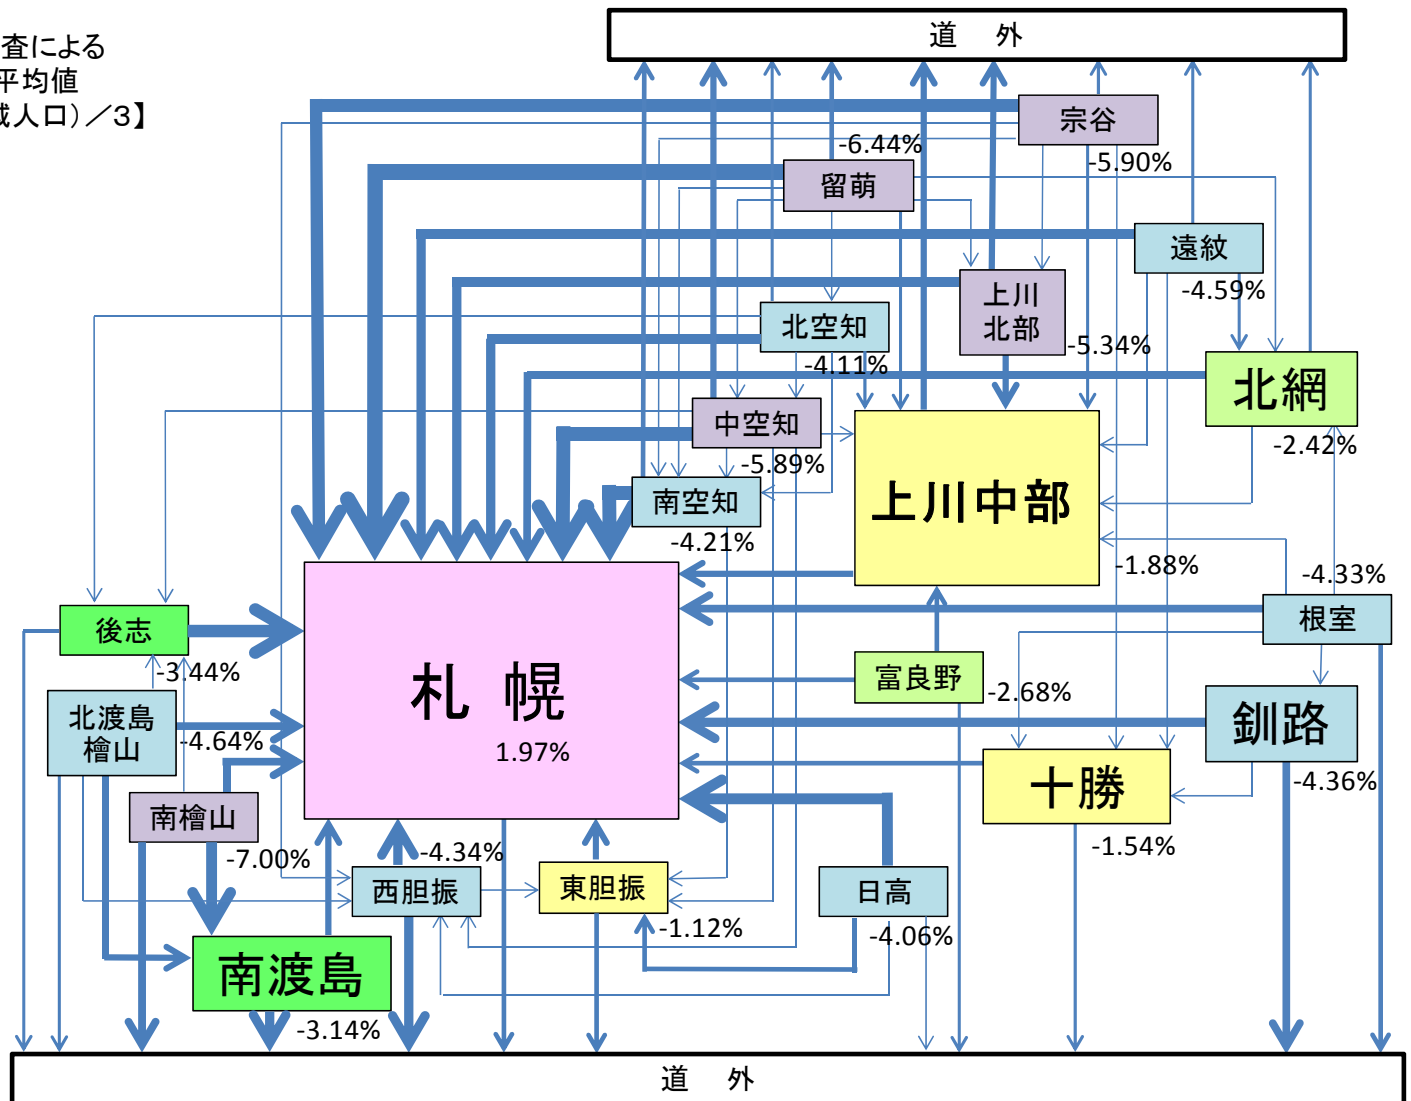 道 外
査による
平均値
域人口）／3】
宗谷
-5.90%
-6.44%
留萌
遠紋
-4.59%
上川
北部
-5.34%
北空知
-4.11%
北網
-2.42%
中空知
-5.89%
上川中部
-1.88%
南空知
-4.21%
-4.33%
根室
後志
-3.44%
札 幌
1.97%
富良野
-2.68%
北渡島
檜山
-4.64%
釧路
-4.36%
十勝
-1.54%
南檜山
-7.00%
-4.34%
西胆振
東胆振
-1.12%
日高
-4.06%
南渡島
-3.14%
道 外